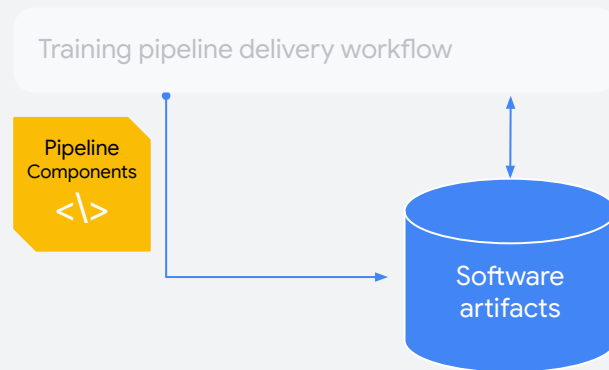 Training pipeline delivery workflow
Pipeline
Components
<\>
Software
artifacts